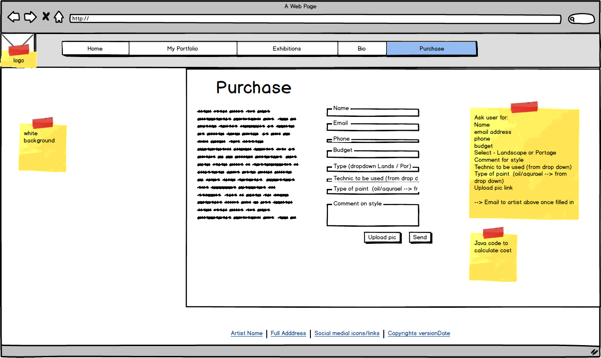 A Web Page
http://
logo
Home
My Portfolio
Exhibitions
Bio
Purchase
white
background
Purchase
Name
Email
Phone
Budget
Type (dropdown Lands / Por)
Technic to be used (from drop c
Type of paint (oil/aqurael --> fr
Comment on style
Upload pic
Send
Ask user for:
Name
email address
phone
budget
Select - Landscape or Portage
Comment for style
Technic to be used (from drop down)
Type of paint (oil/aqurael --> from
drop down)
Upload pic link
--> Email to artist above once filled in
Java code to
calculate cost
Artist Name | Full Adddress | Social medial icons/links | Copyrights versionDate